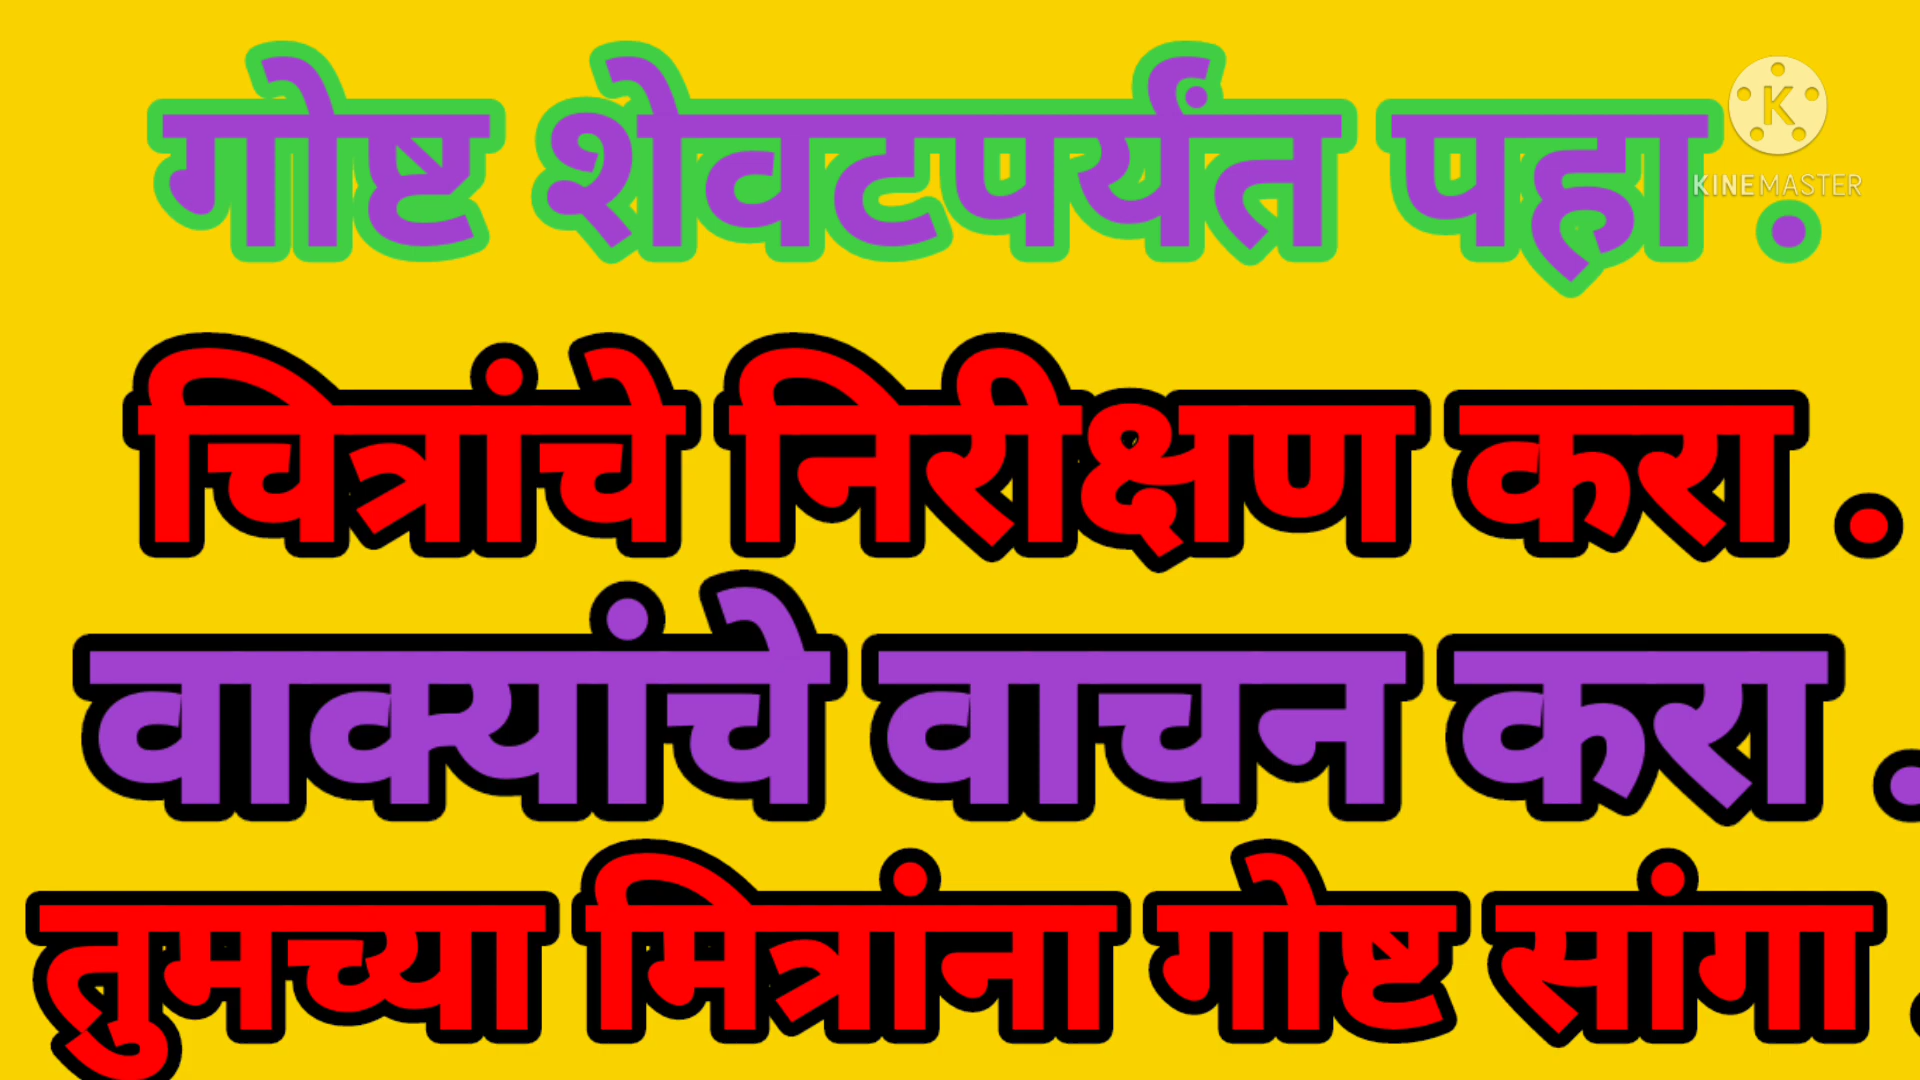 गोष्ट शेवटपर्यंत पहा .
K
KINEMASTER
चित्रांचे निरीक्षण करा .
वाक्यांचे वाचन करा .
तुमच्या मित्रांना गोष्ट सांगा .